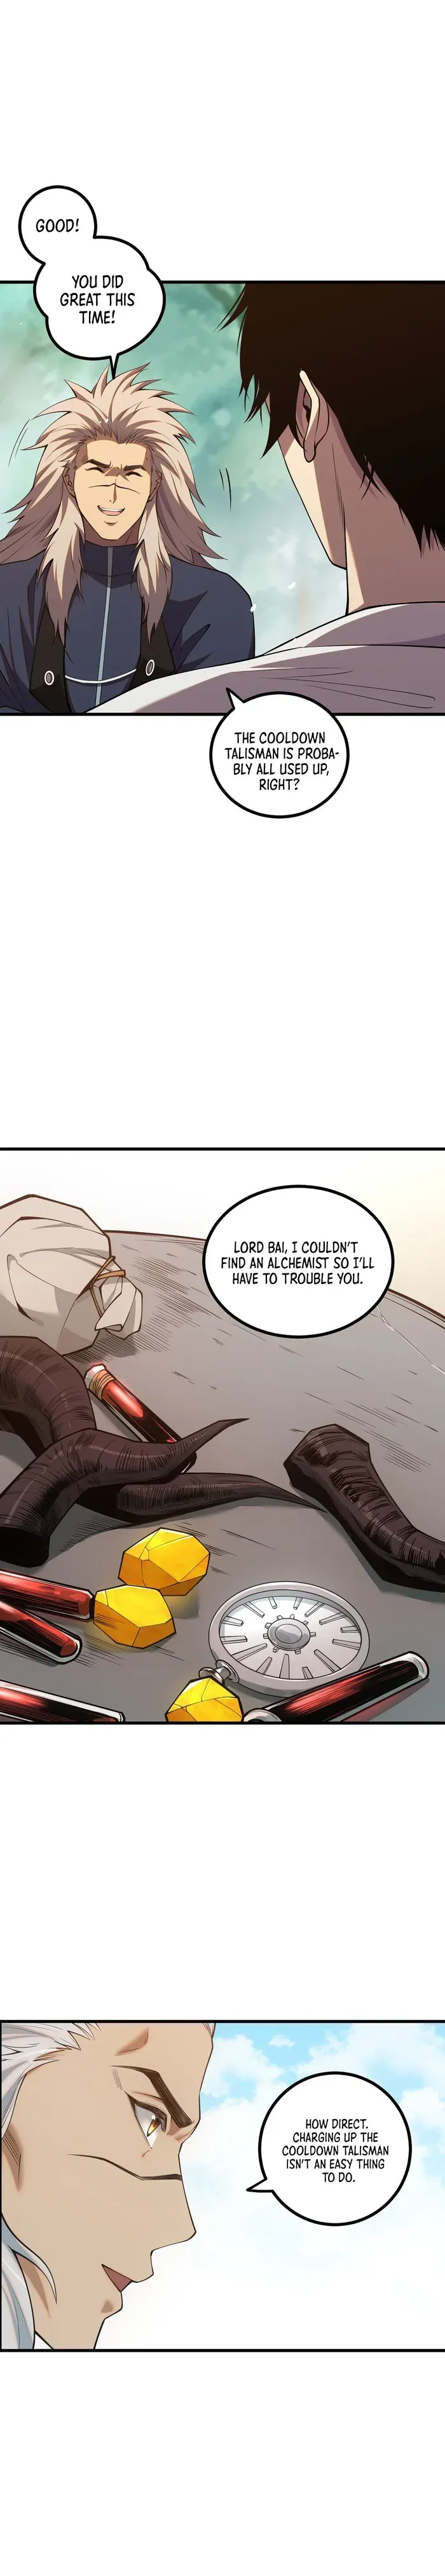 GOOD!
YOU DID
GREAT THIS
TIME!
THE COOLDOWN
TALISMAN IS PROBA-
BLY ALL USED UP,
RIGHT?
LORD BAI, I COULDN'T
FIND AN ALCHEMIST SO I'LL
HAVE TO TROUBLE YOU.
HOW DIRECT.
CHARGING UP THE
COOLDOWN TALISMAN
ISN'T AN EASY THING
TO DO.